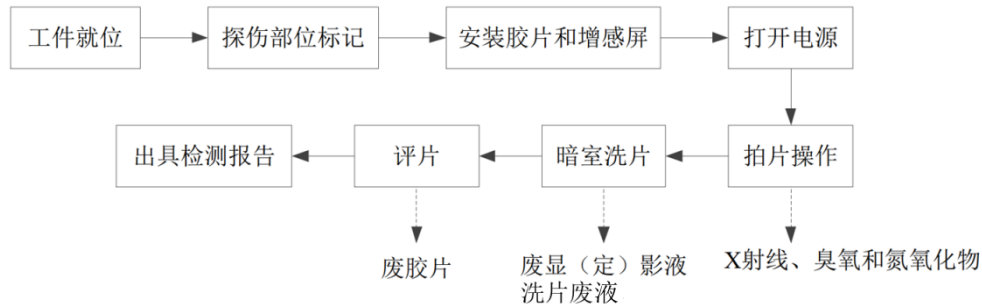 工件就位
探伤部位标记
安装胶片和增感屏
打开电源
出具检测报告
评片
暗室洗片
拍片操作
废胶片
废显（定）影液
洗片废液
X射线、臭氧和氮氧化物